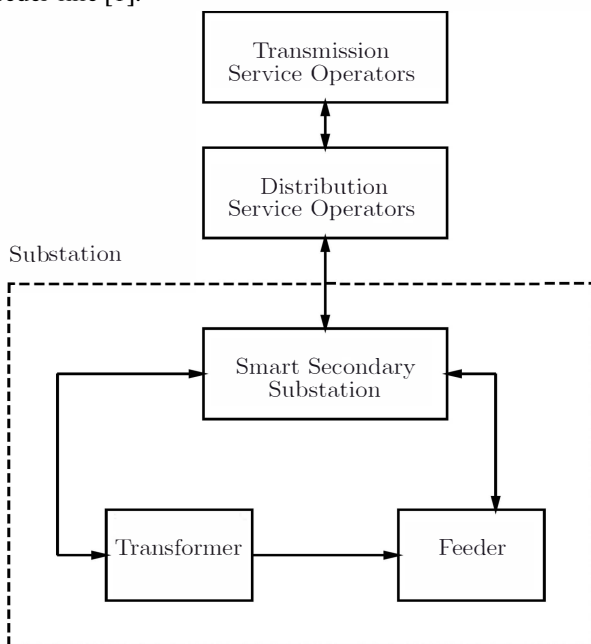 Transmission
Service Operators
Distribution
Service Operators
Substation
Smart Secondary
Substation
Transformer
Feeder